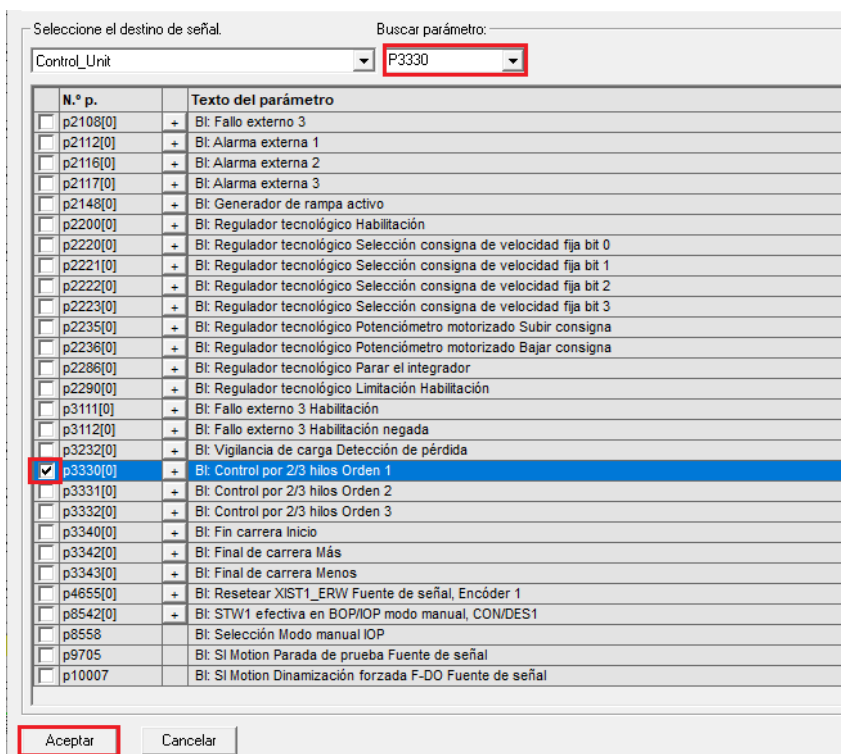 Seleccione el destino de señal. Buscar parámetro:
Control_Unit P3330
N.º p. Texto del parámetro
p2108[0] + BI: Fallo externo 3
p2112[0] + BI: Alarma externa 1
p2116[0] + BI: Alarma externa 2
p2117[0] + BI: Alarma externa 3
p2148[0] + BI: Generador de rampa activo
p2200[0] + BI: Regulador tecnológico Habilitación
p2220[0] + BI: Regulador tecnológico Selección consigna de velocidad fija bit 0
p2221[0] + BI: Regulador tecnológico Selección consigna de velocidad fija bit 1
p2222[0] + BI: Regulador tecnológico Selección consigna de velocidad fija bit 2
p2223[0] + BI: Regulador tecnológico Selección consigna de velocidad fija bit 3
p2235[0] + BI: Regulador tecnológico Potenciómetro motorizado Subir consigna
p2236[0] + BI: Regulador tecnológico Potenciómetro motorizado Bajar consigna
p2286[0] + BI: Regulador tecnológico Parar el integrador
p2290[0] + BI: Regulador tecnológico Limitación Habilitación
p3111[0] + BI: Fallo externo 3 Habilitación
p3112[0] + BI: Fallo externo 3 Habilitación negada
p3232[0] + BI: Vigilancia de carga Detección de pérdida
p3330[0] + BI: Control por 2/3 hilos Orden 1
p3331[0] + BI: Control por 2/3 hilos Orden 2
p3332[0] + BI: Control por 2/3 hilos Orden 3
p3340[0] + BI: Fin carrera Inicio
p3342[0] + BI: Final de carrera Más
p3343[0] + BI: Final de carrera Menos
p4655[0] + BI: Resetear XIST1_ERW Fuente de señal, Encóder 1
p8542[0] + BI: STW1 efectiva en BOP/IOP modo manual, CON/DES1
p8558 BI: Selección Modo manual IOP
p9705 BI: SI Motion Parada de prueba Fuente de señal
p10007 BI: SI Motion Dinamización forzada F-DO Fuente de señal
Aceptar Cancelar